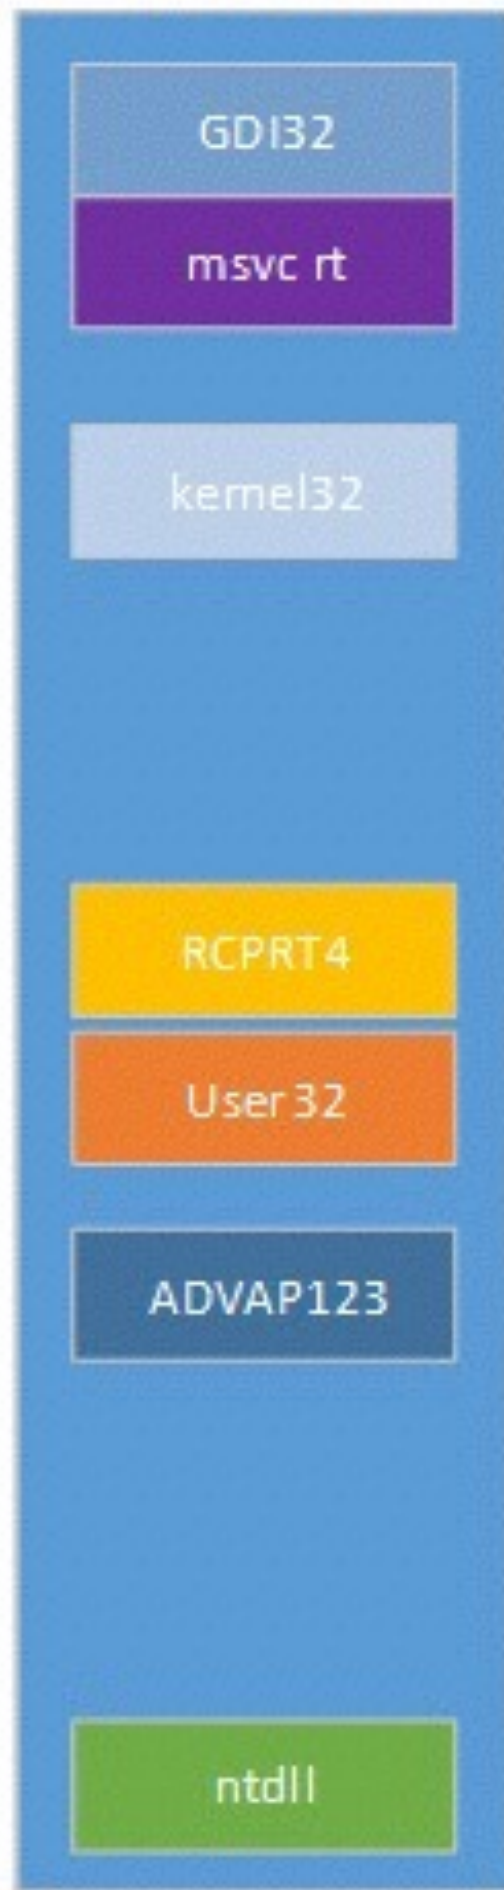 GDI32
msvc rt
kernel32
RCPRT4
User32
ADVAP123
ntdll